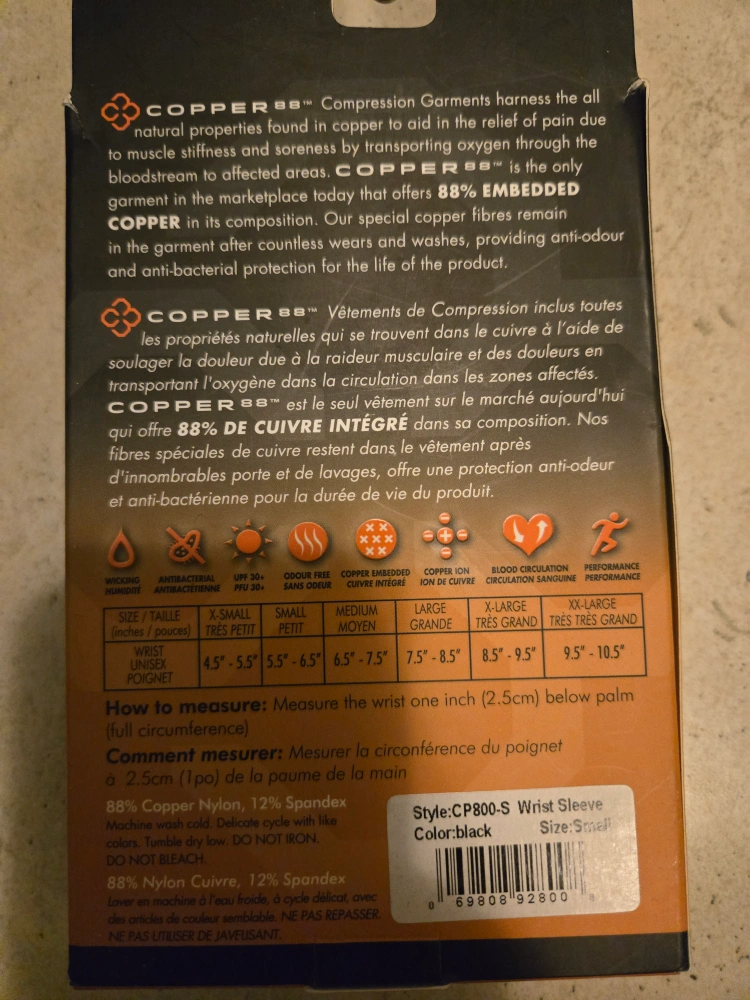 COPPER88™ Compression Garments harness the all
natural properties found in copper to aid in the relief of pain due
to muscle stiffness and soreness by transporting oxygen through the
bloodstream to affected areas. COPPER88™ is the only
garment in the marketplace today that offers 88% EMBEDDED
COPPER in its composition. Our special copper fibres remain
in the garment after countless wears and washes, providing anti-odour
and anti-bacterial protection for the life of the product.
COPPER88™ Vêtements de Compression inclus toutes
les propriétés naturelles qui se trouvent dans le cuivre à l'aide de
soulager la douleur due à la raideur musculaire et des douleurs en
transportant l'oxygène dans la circulation dans les zones affectés.
COPPER88™ est le seul vêtement sur le marché aujourd'hui
qui offre 88% DE CUIVRE INTÉGRÉ dans sa composition. Nos
fibres spéciales de cuivre restent dans le vêtement après
d'innombrables porte et de lavages, offre une protection anti-odeur
et anti-bactérienne pour la durée de vie du produit.
WICKING ANTIBACTERIAL UPF 30+ ODOUR FREE COPPER EMBEDDED COPPER ION BLOOD CIRCULATION PERFORMANCE
HUMIDITÉ ANTIBACTÉTIENNE PFU 30+ SANS ODEUR CUIVRE INTÉGRÉ ION DE CUIVRE CIRCULATION SANGUINE PERFORMANCE
SIZE / TAILLE X-SMALL SMALL MEDIUM LARGE X-LARGE XX-LARGE
(inches / pouces) TRÈS PETIT PETIT MOYEN GRANDE TRÈS GRAND TRÈS TRÈS GRAND
WRIST
UNISEX 4.5" - 5.5" 5.5" - 6.5" 6.5" - 7.5" 7.5" - 8.5" 8.5" - 9.5" 9.5" - 10.5"
POIGNET
How to measure: Measure the wrist one inch (2.5cm) below palm
(full circumference)
Comment mesurer: Mesurer la circonférence du poignet
à 2.5cm (1po) de la paume de la main
88% Copper Nylon, 12% Spandex
Machine wash cold. Delicate cycle with like
colors. Tumble dry low. DO NOT IRON.
DO NOT BLEACH.
88% Nylon Cuivre, 12% Spandex
Laver en machine à l'eau froide, à cycle délicat, avec
des articles de couleur semblable. NE PAS REPASSER.
NE PAS UTILISER DE JAVELISANT.
Style:CP800-S Wrist Sleeve
Color:black Size:Small
0 69808 92800